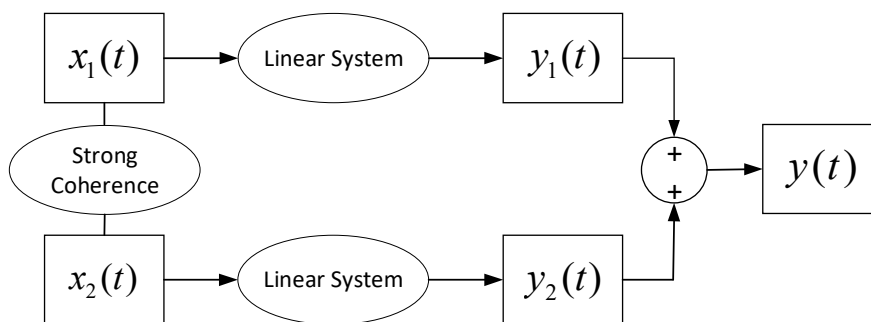 x₁(t)
Linear System
y₁(t)
Strong
Coherence
+
+
y(t)
x₂(t)
Linear System
y₂(t)